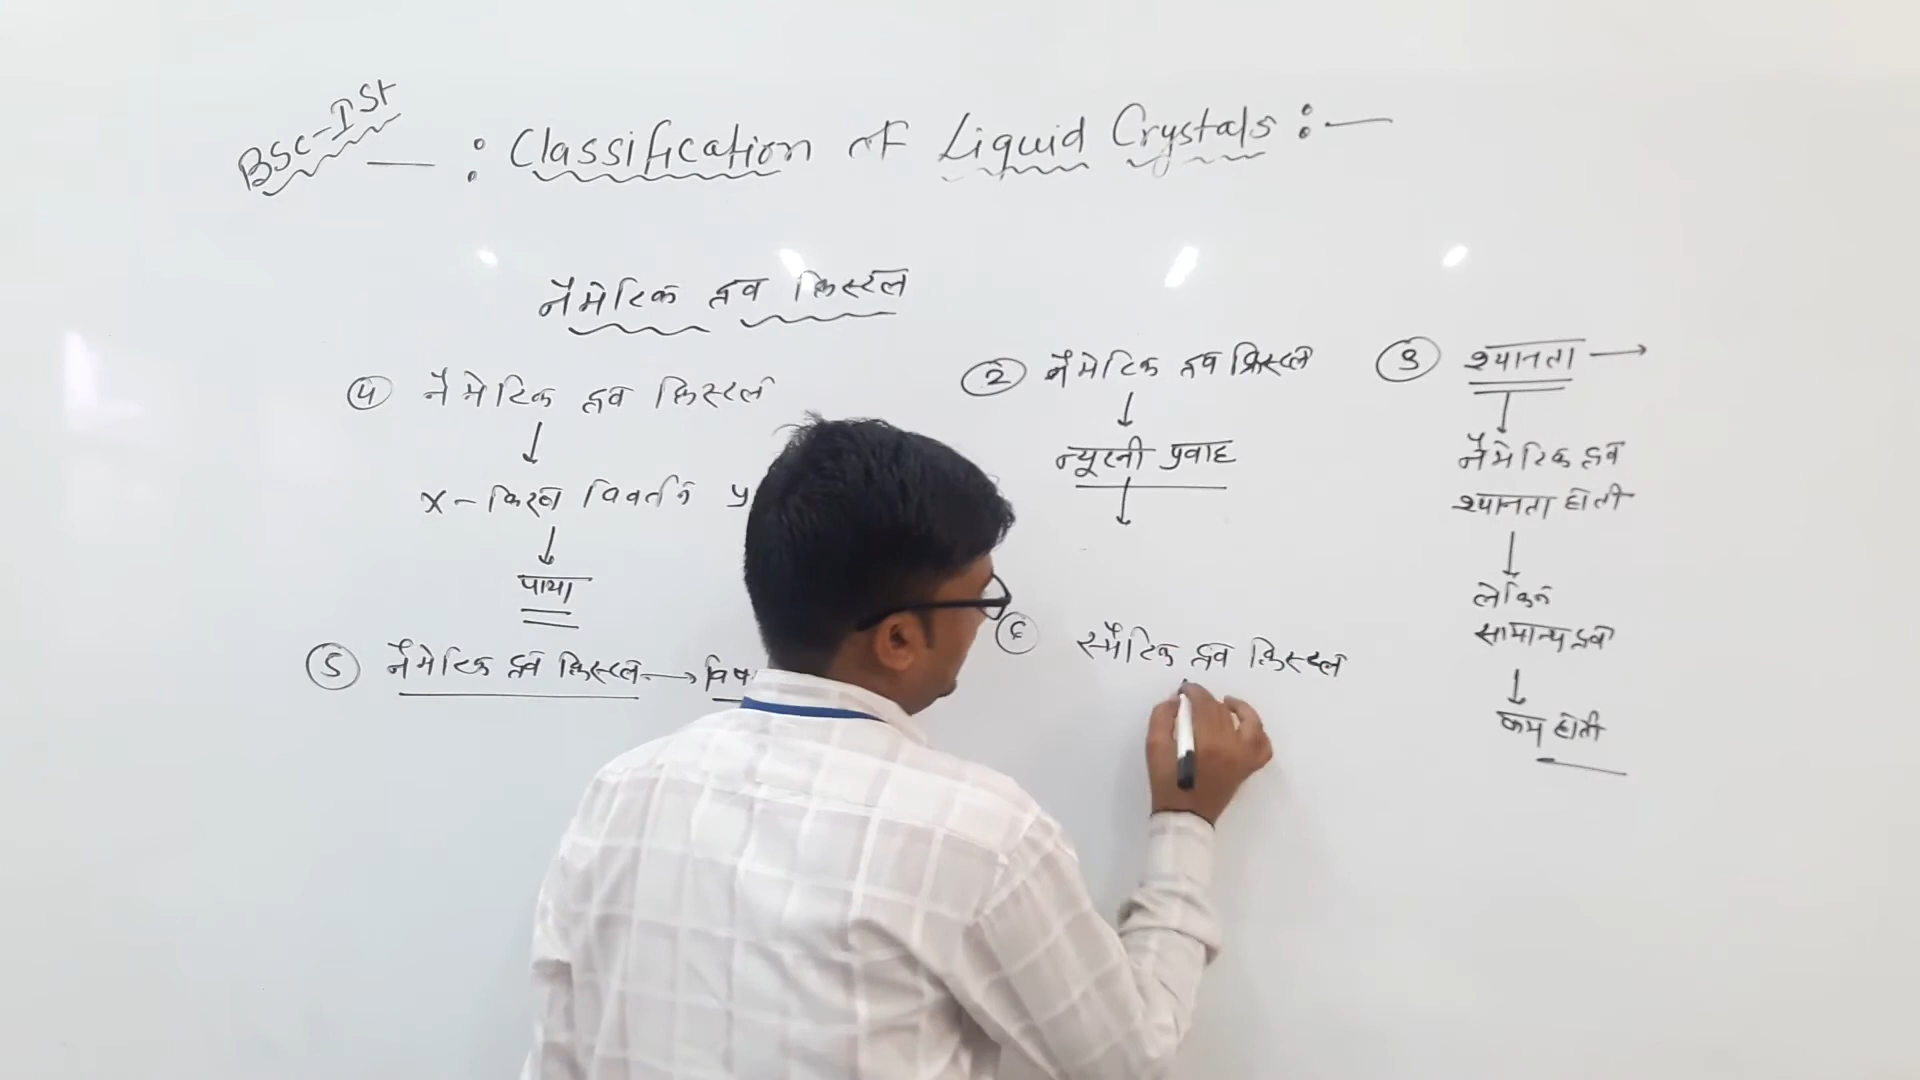 BSc-Ist
: Classification of Liquid Crystals :-
नैमेटिक द्रव क्रिस्टल
④ नैमेटिक द्रव क्रिस्टल
↓
X- किरण विवर्तन प्र
↓
पाया
⑤ नैमेटिक द्रव क्रिस्टल → विष
② नैमेटिक द्रव क्रिस्टल
↓
न्यूटनी प्रवाह
↓
⑥ स्मैटिक द्रव क्रिस्टल
③ श्यानता →
↓
नैमेटिक द्रव
श्यानता होती
↓
लेकिन
सामान्य द्रवो
↓
कम होती